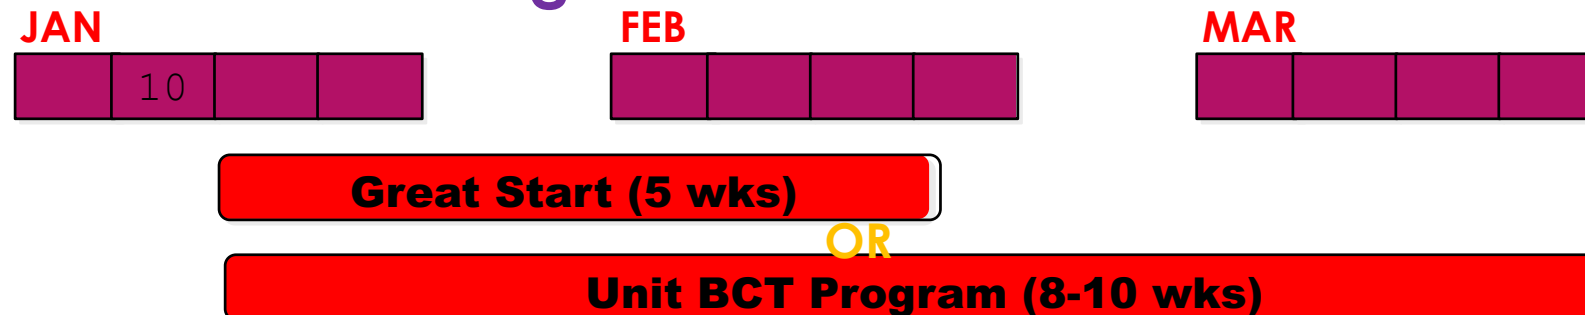 JAN FEB MAR
10
Great Start (5 wks)
OR
Unit BCT Program (8-10 wks)